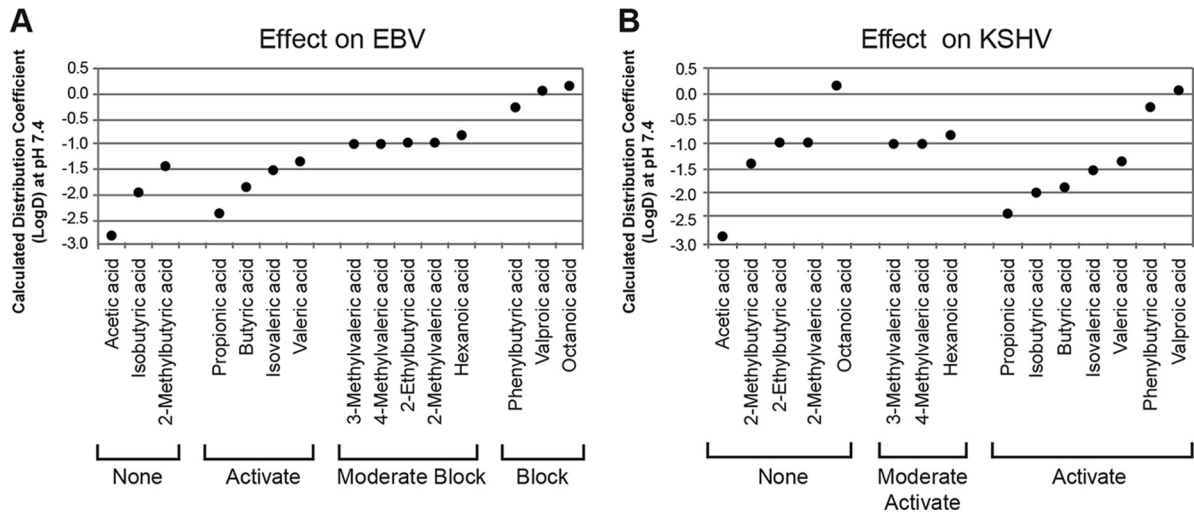 A
Effect on EBV
Calculated Distribution Coefficient
(LogD) at pH 7.4
0.5
0.0
-0.5
-1.0
-1.5
-2.0
-2.5
-3.0
Acetic acid
Isobutyric acid
2-Methylbutyric acid
Propionic acid
Butyric acid
Isovaleric acid
Valeric acid
3-Methylvaleric acid
4-Methylvaleric acid
2-Ethylbutyric acid
2-Methylvaleric acid
Hexanoic acid
Phenylbutyric acid
Valproic acid
Octanoic acid
None
Activate
Moderate Block
Block
B
Effect on KSHV
Calculated Distribution Coefficient
(LogD) at pH 7.4
0.5
0.0
-0.5
-1.0
-1.5
-2.0
-2.5
-3.0
Acetic acid
2-Methylbutyric acid
2-Ethylbutyric acid
2-Methylvaleric acid
Octanoic acid
3-Methylvaleric acid
4-Methylvaleric acid
Hexanoic acid
Propionic acid
Isobutyric acid
Butyric acid
Isovaleric acid
Valeric acid
Phenylbutyric acid
Valproic acid
None
Moderate
Activate
Activate